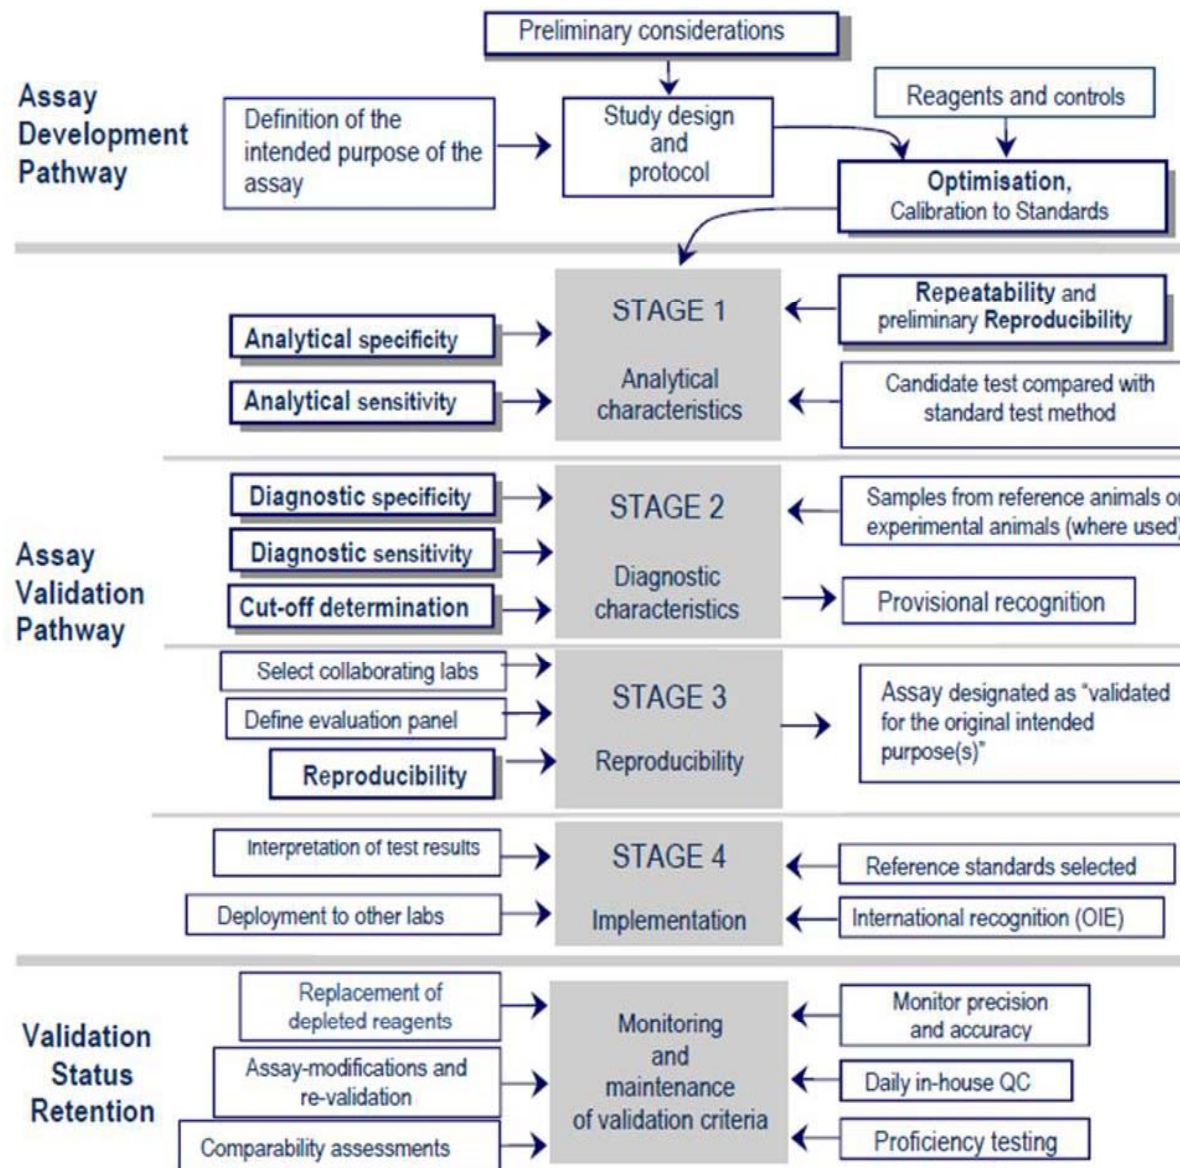 Preliminary considerations
Assay
Development
Pathway
Definition of the
intended purpose of the
assay
Study design
and
protocol
Reagents and controls
Optimisation,
Calibration to Standards
STAGE 1
Analytical
characteristics
Analytical specificity
Analytical sensitivity
Repeatability and
preliminary Reproducibility
Candidate test compared with
standard test method
Assay
Validation
Pathway
Diagnostic specificity
Diagnostic sensitivity
Cut-off determination
STAGE 2
Diagnostic
characteristics
Samples from reference animals or
experimental animals (where used)
Provisional recognition
Select collaborating labs
Define evaluation panel
Reproducibility
STAGE 3
Reproducibility
Assay designated as “validated
for the original intended
purpose(s)”
Interpretation of test results
Deployment to other labs
STAGE 4
Implementation
Reference standards selected
International recognition (OIE)
Validation
Status
Retention
Replacement of
depleted reagents
Assay-modifications and
re-validation
Comparability assessments
Monitoring
and
maintenance
of validation criteria
Monitor precision
and accuracy
Daily in-house QC
Proficiency testing